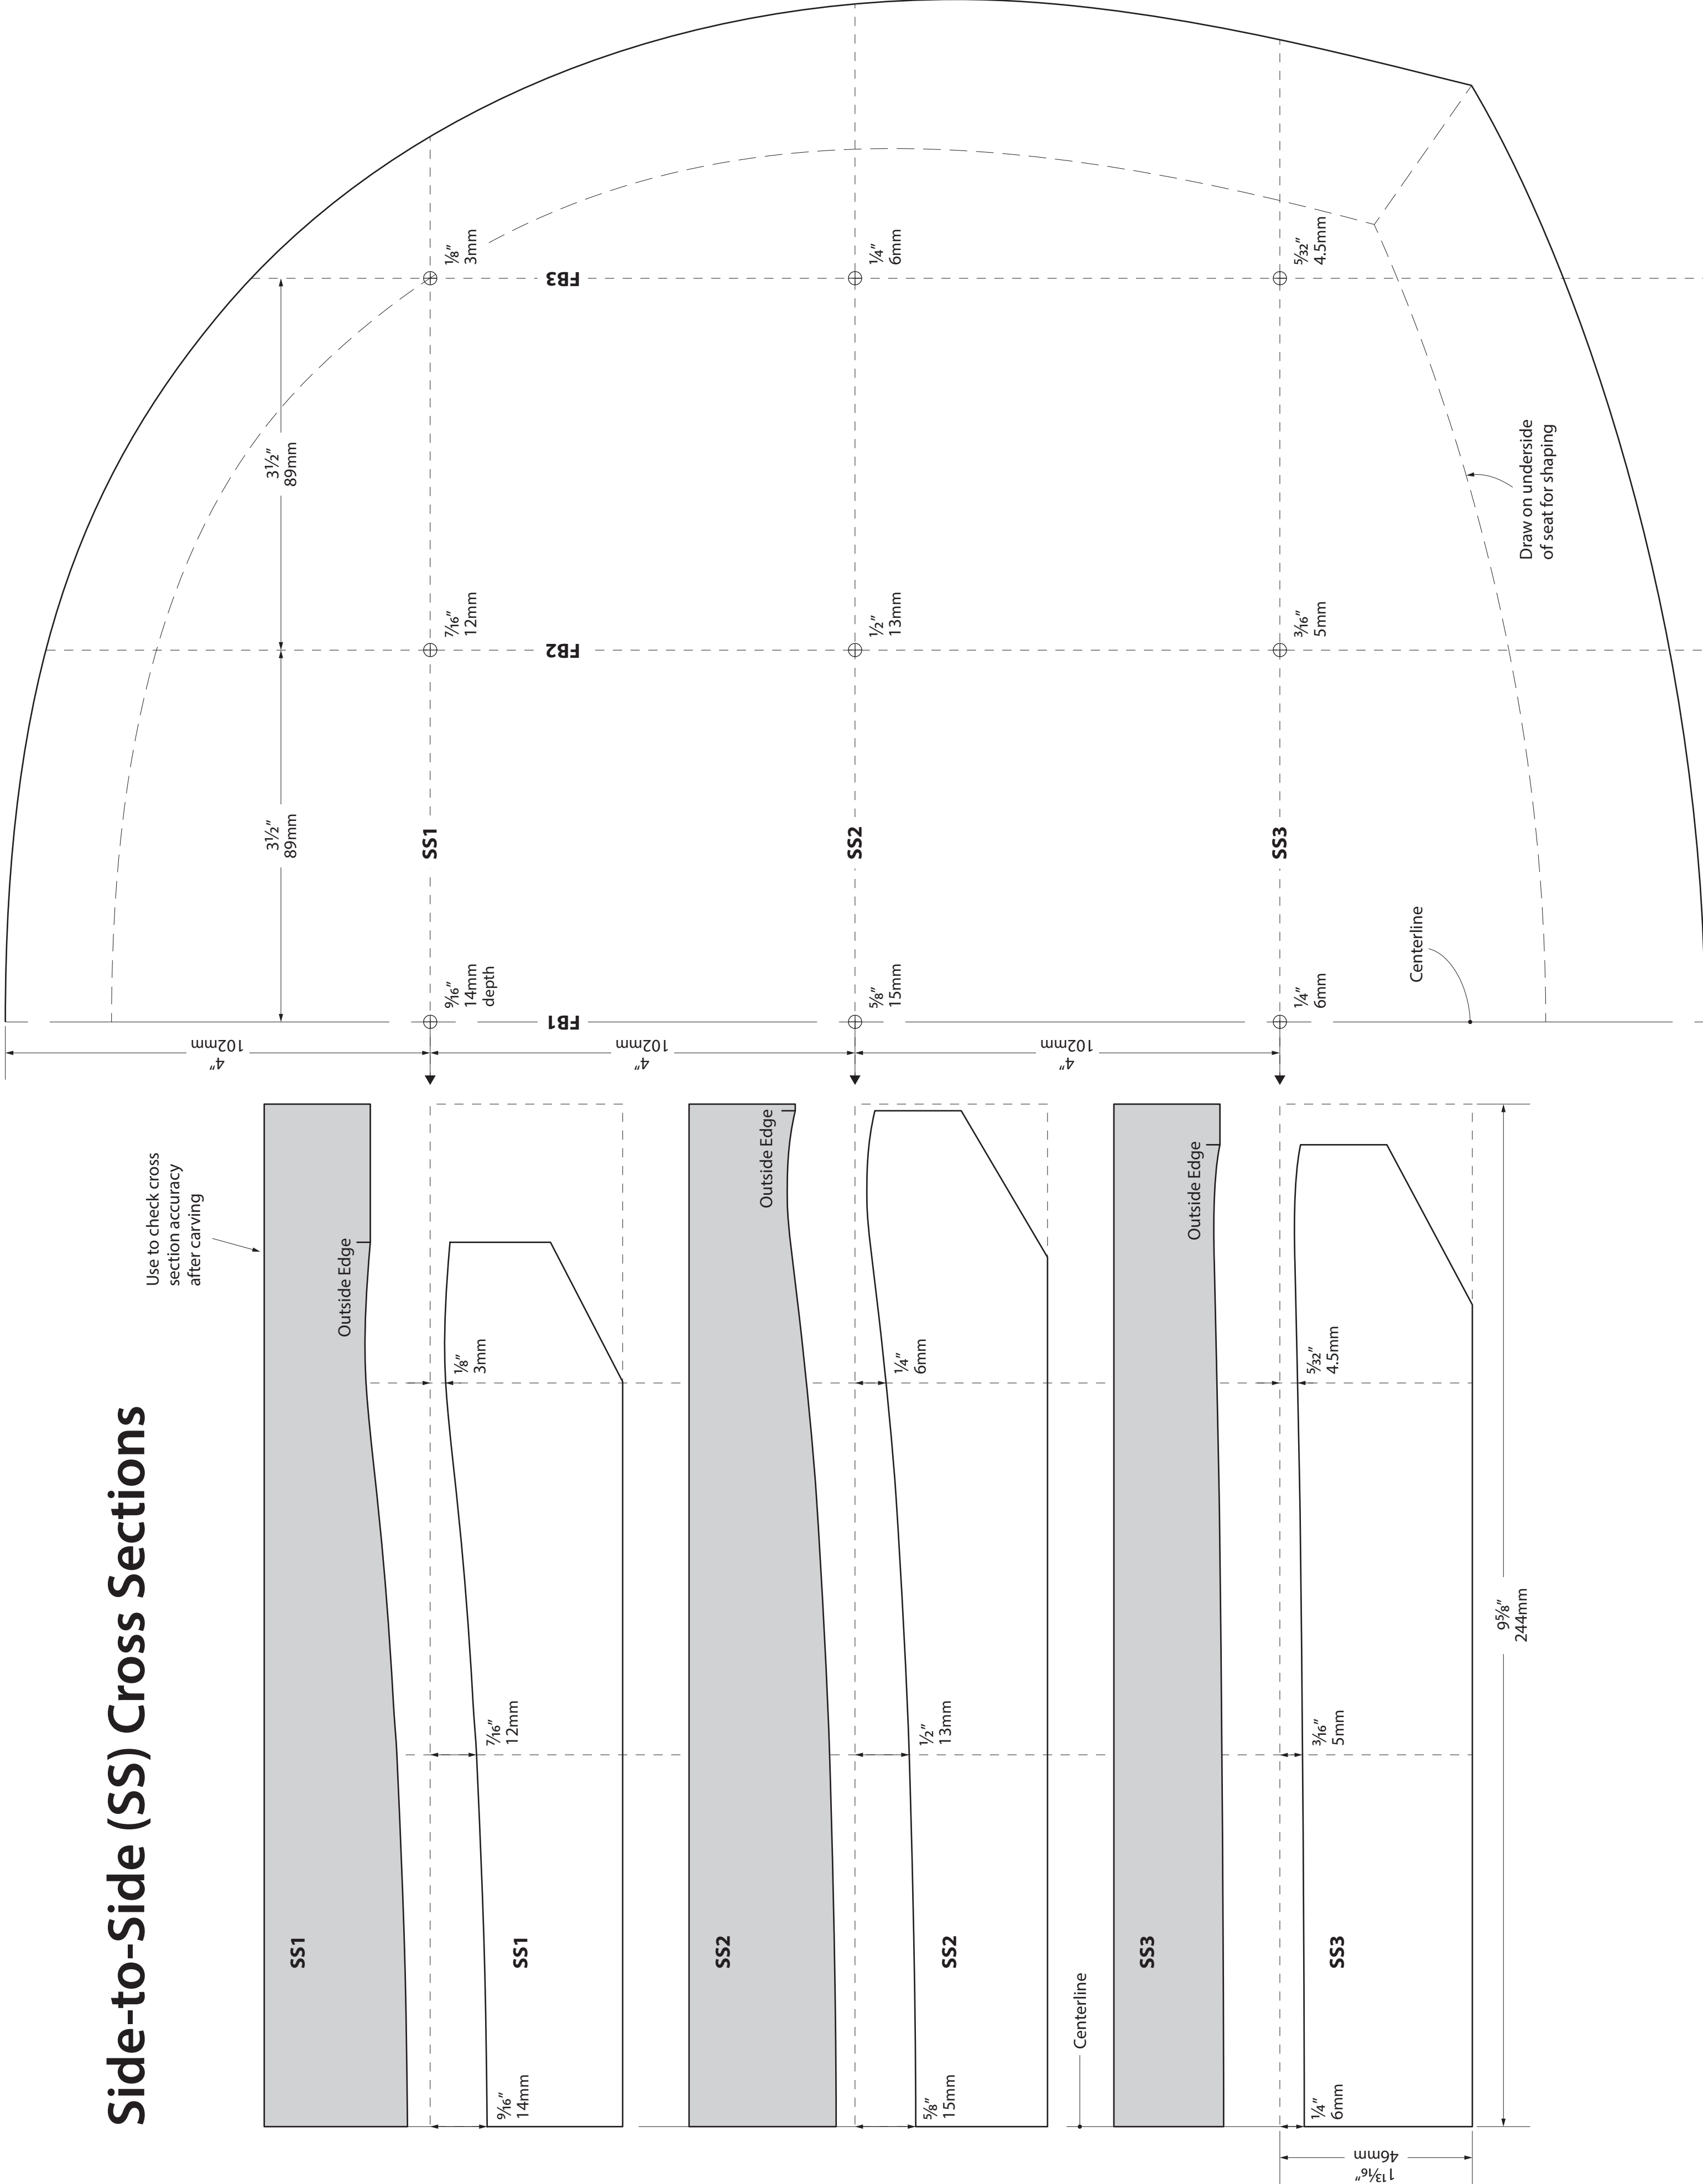 Side-to-Side (SS) Cross Sections
Use to check cross
section accuracy
after carving
SS1
Outside Edge
SS1
9/16"
14mm
7/16"
12mm
1/8"
3mm
SS2
Outside Edge
SS2
5/8"
15mm
1/2"
13mm
1/4"
6mm
Centerline
SS3
Outside Edge
SS3
1/4"
6mm
3/16"
5mm
5/32"
4.5mm
1 13/16"
46mm
9 5/8"
244mm
4"
102mm
4"
102mm
4"
102mm
3 1/2"
89mm
3 1/2"
89mm
SS1
9/16"
14mm
depth
7/16"
12mm
1/8"
3mm
FB1
FB2
FB3
SS2
5/8"
15mm
1/2"
13mm
1/4"
6mm
SS3
1/4"
6mm
3/16"
5mm
5/32"
4.5mm
Centerline
Draw on underside
of seat for shaping